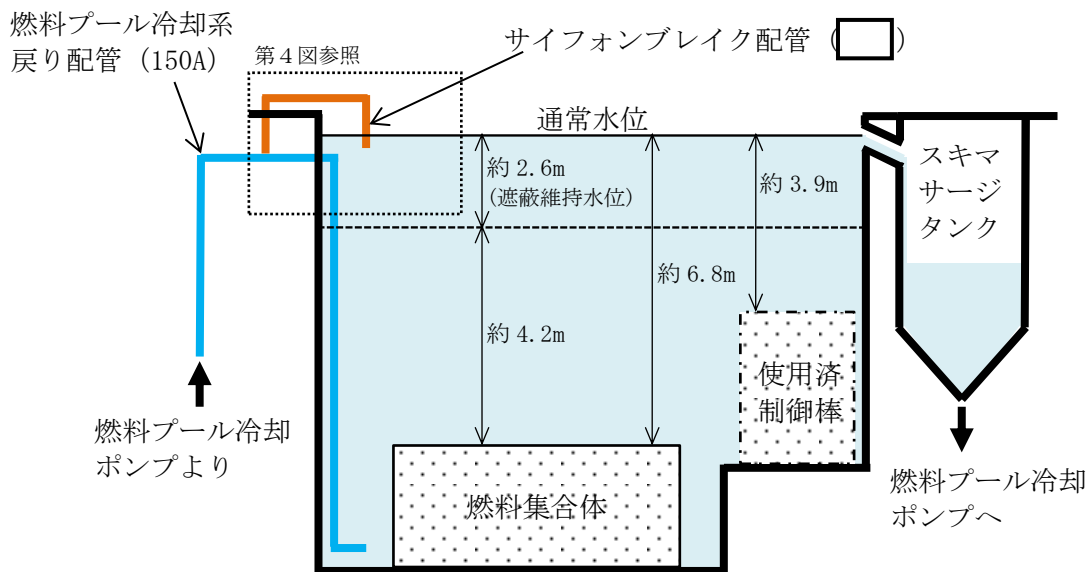 燃料プール冷却系
戻り配管 (150A)
第４図参照
サイフォンブレイク配管 ( )
通常水位
約 2.6m
(遮蔽維持水位)
約 3.9m
スキマ
サージ
タンク
約 6.8m
約 4.2m
使用済
制御棒
燃料プール冷却
ポンプより
燃料集合体
燃料プール冷却
ポンプへ